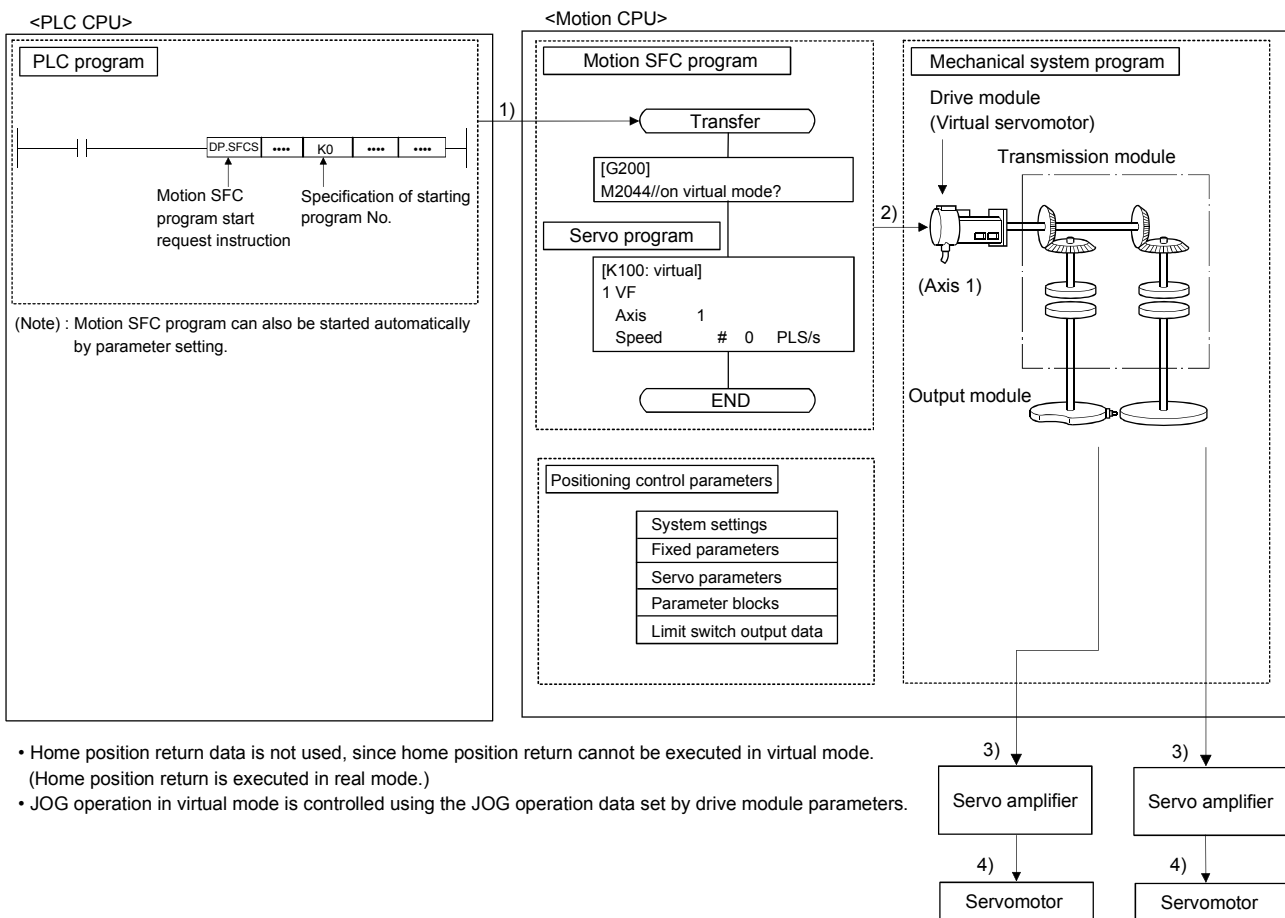 <PLC CPU>
PLC program
DP.SFCS •••• K0 •••• ••••
Motion SFC
program start
request instruction
Specification of starting
program No.
(Note) : Motion SFC program can also be started automatically
by parameter setting.
1)
<Motion CPU>
Motion SFC program
Transfer
[G200]
M2044//on virtual mode?
Servo program
[K100: virtual]
1 VF
Axis 1
Speed # 0 PLS/s
END
2)
Positioning control parameters
System settings
Fixed parameters
Servo parameters
Parameter blocks
Limit switch output data
Mechanical system program
Drive module
(Virtual servomotor)
Transmission module
(Axis 1)
Output module
3)
3)
Servo amplifier
Servo amplifier
4)
4)
Servomotor
Servomotor
• Home position return data is not used, since home position return cannot be executed in virtual mode.
(Home position return is executed in real mode.)
• JOG operation in virtual mode is controlled using the JOG operation data set by drive module parameters.